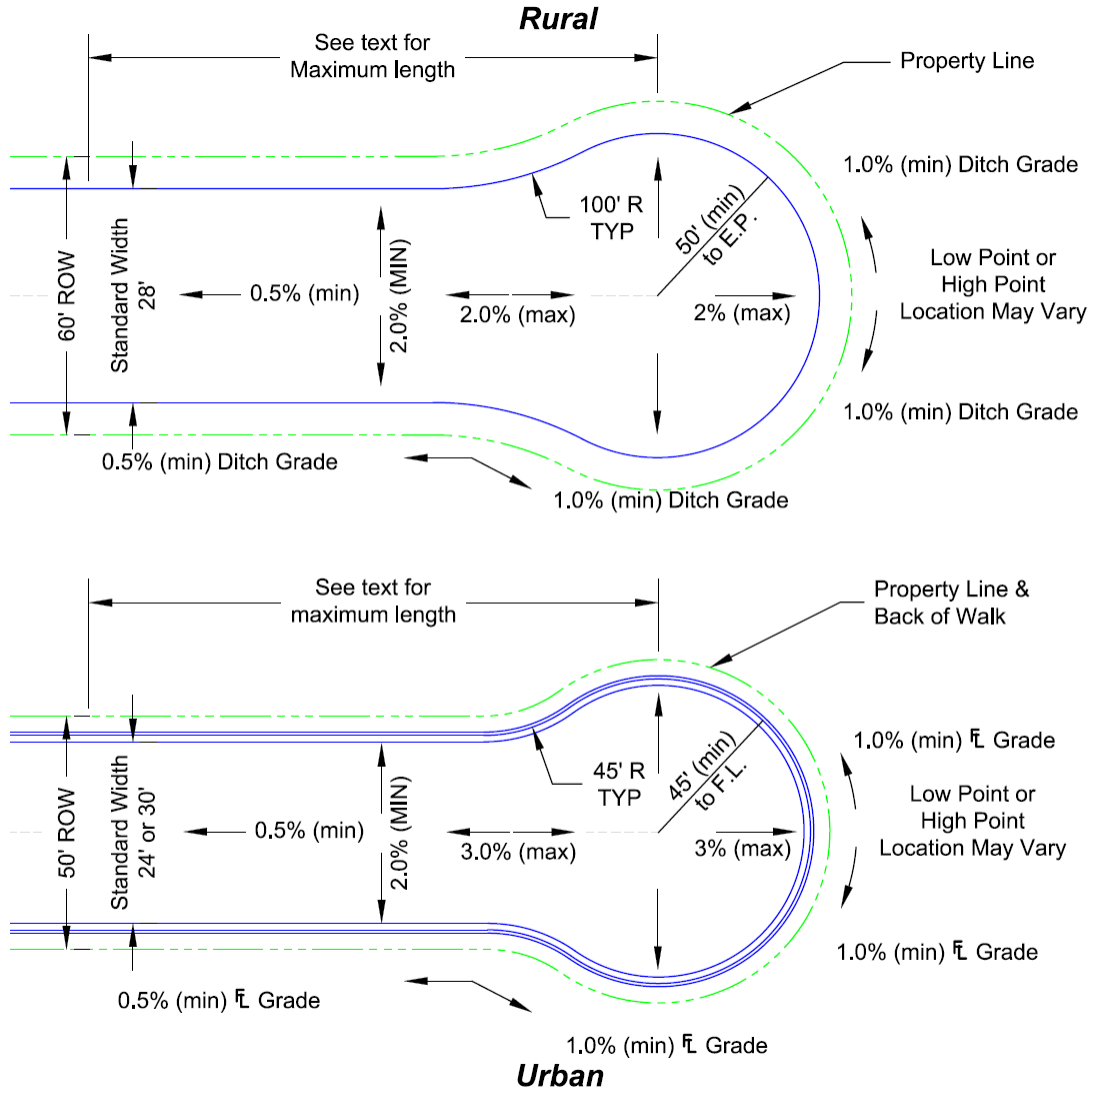 Rural
See text for
Maximum length
Property Line
1.0% (min) Ditch Grade
100' R
TYP
50' (min)
to E.P.
60' ROW
Standard Width
28'
0.5% (min)
2.0% (MIN)
2.0% (max)
2% (max)
Low Point or
High Point
Location May Vary
1.0% (min) Ditch Grade
0.5% (min) Ditch Grade
1.0% (min) Ditch Grade
See text for
maximum length
Property Line &
Back of Walk
1.0% (min) FL Grade
45' R
TYP
45' (min)
to F.L.
50' ROW
Standard Width
24' or 30'
0.5% (min)
2.0% (MIN)
3.0% (max)
3% (max)
Low Point or
High Point
Location May Vary
1.0% (min) FL Grade
0.5% (min) FL Grade
1.0% (min) FL Grade
Urban